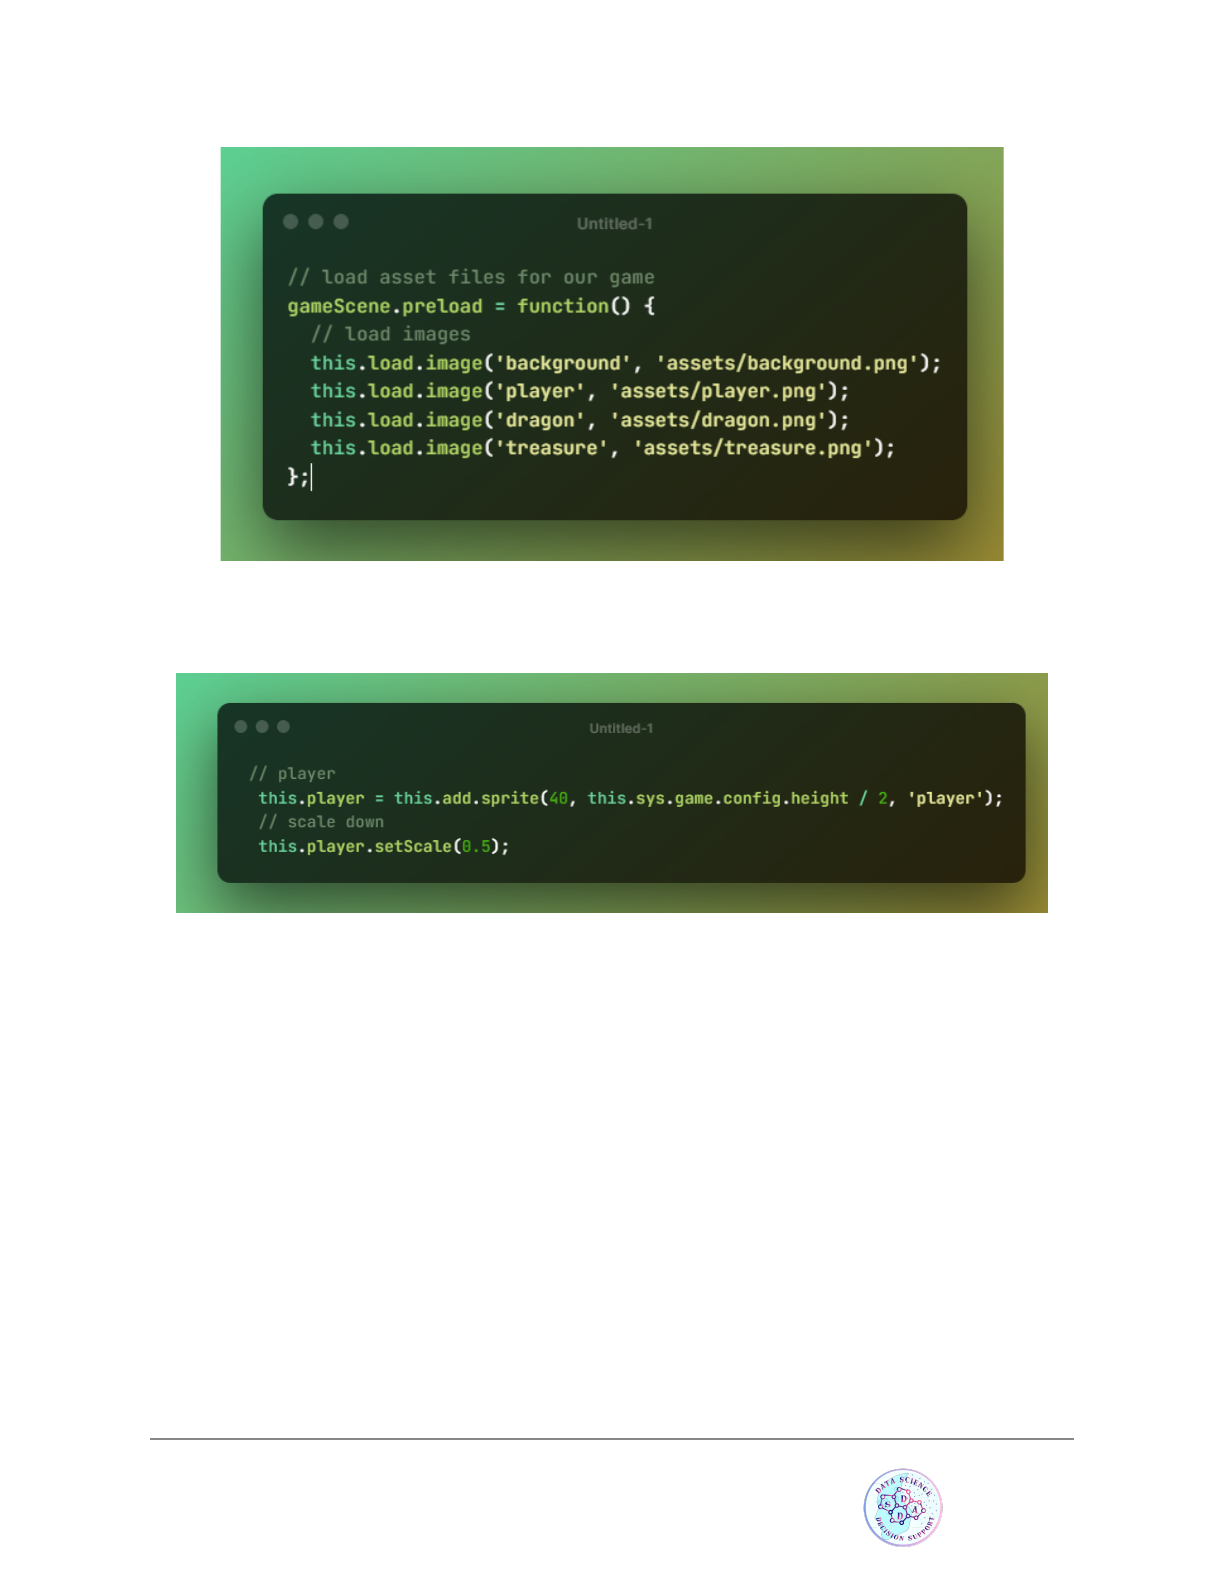 Untitled-1
// load asset files for our game
gameScene.preload = function() {
  // load images
  this.load.image('background', 'assets/background.png');
  this.load.image('player', 'assets/player.png');
  this.load.image('dragon', 'assets/dragon.png');
  this.load.image('treasure', 'assets/treasure.png');
};
Untitled-1
// player
 this.player = this.add.sprite(40, this.sys.game.config.height / 2, 'player');
 // scale down
 this.player.setScale(0.5);
DATA SCIENCE
S D D A
DECISION SUPPORT